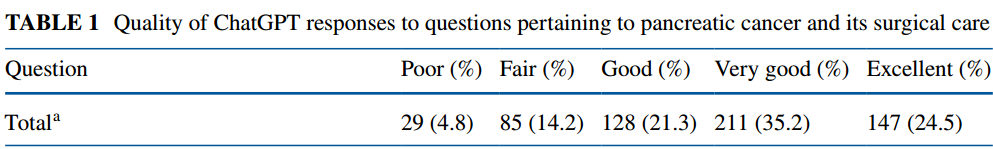 TABLE 1 Quality of ChatGPT responses to questions pertaining to pancreatic cancer and its surgical care
Question Poor (%) Fair (%) Good (%) Very good (%) Excellent (%)
Totalᵃ 29 (4.8) 85 (14.2) 128 (21.3) 211 (35.2) 147 (24.5)